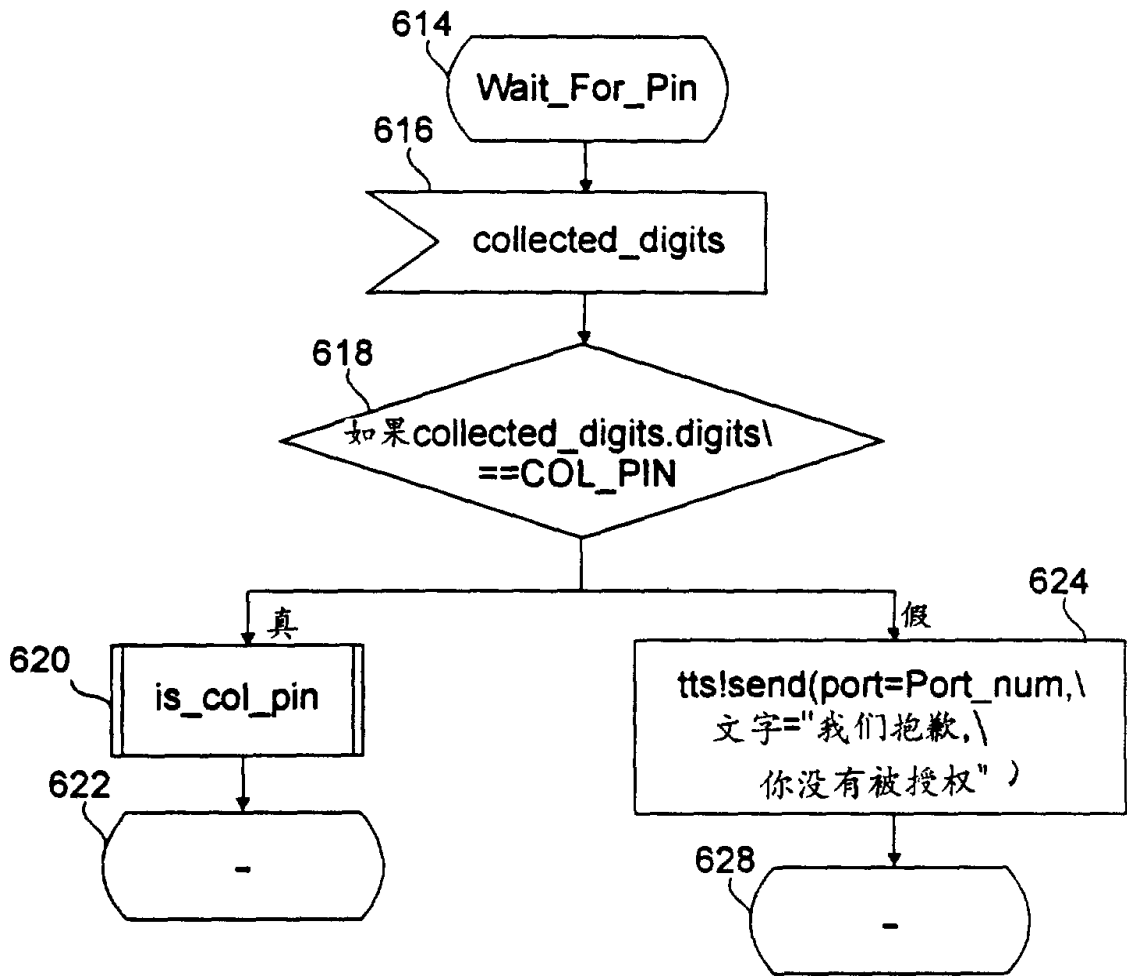 614
Wait_For_Pin
616
collected_digits
618
如果collected_digits.digits\
==COL_PIN
真
假
620
is_col_pin
624
tts!send(port=Port_num,\
文字="我们抱歉,\
你没有被授权")
622
-
628
-